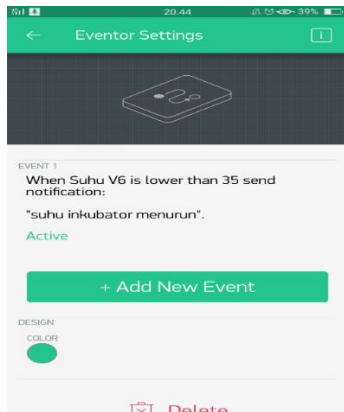 20.44
39%
Eventor Settings
EVENT 1
When Suhu V6 is lower than 35 send
notification:
"suhu inkubator menurun".
Active
+ Add New Event
DESIGN
COLOR
Delete